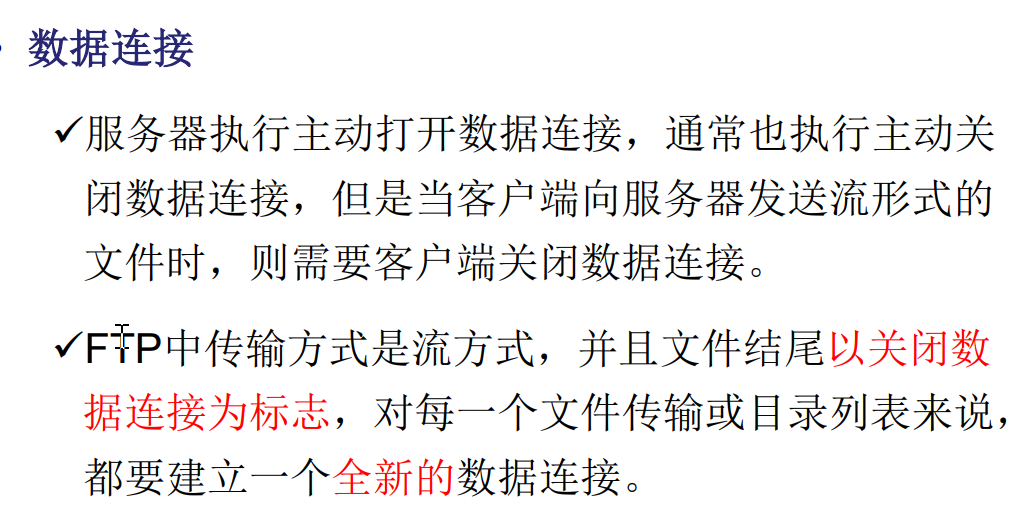 • 数据连接
✓服务器执行主动打开数据连接，通常也执行主动关
闭数据连接，但是当客户端向服务器发送流形式的
文件时，则需要客户端关闭数据连接。
✓FTP中传输方式是流方式，并且文件结尾以关闭数
据连接为标志，对每一个文件传输或目录列表来说，
都要建立一个全新的数据连接。